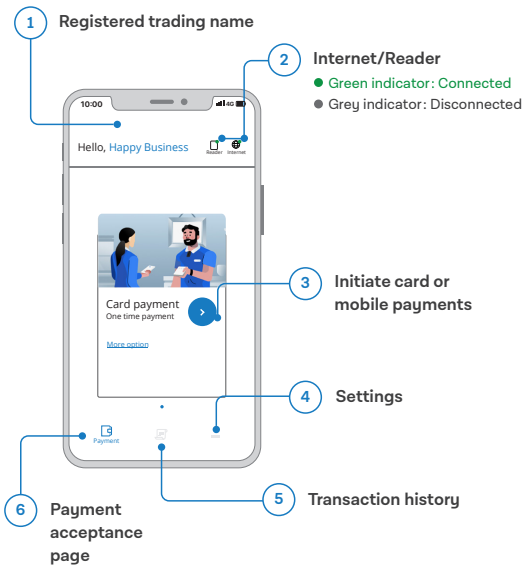 1
Registered trading name
2
Internet/Reader
Green indicator: Connected
Grey indicator: Disconnected
10:00
4G
Hello, Happy Business
Reader Internet
Card payment
One time payment
More option
3
Initiate card or
mobile payments
4
Settings
Payment
5
Transaction history
6
Payment
acceptance
page